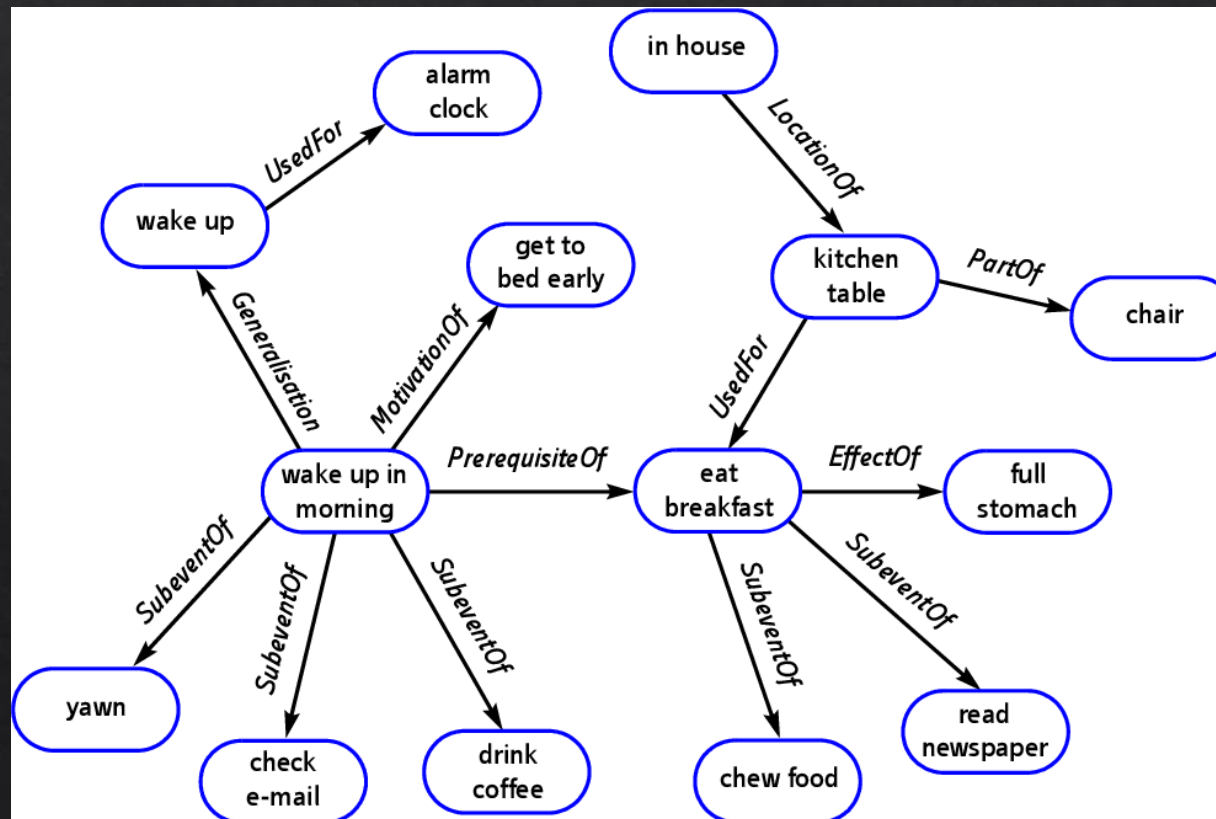 in house
alarm
clock
UsedFor
LocationOf
wake up
get to
bed early
kitchen
table
PartOf
chair
Generalisation
MotivationOf
UsedFor
wake up in
morning
PrerequisiteOf
eat
breakfast
EffectOf
full
stomach
SubeventOf
SubeventOf
SubeventOf
SubeventOf
SubeventOf
yawn
check
e-mail
drink
coffee
chew food
read
newspaper